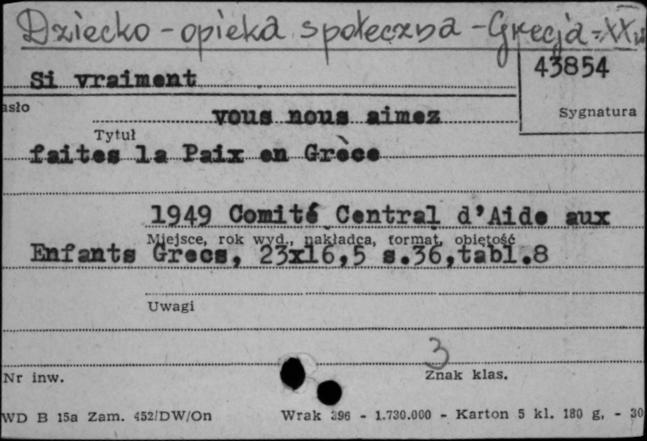 Dziecko - opieka społeczna - Grecja - XX w
43854
Si vraiment
asło
vous nous aimez
Sygnatura
Tytuł
faites la Paix en Grèce
1949 Comité Central d'Aide aux
Miejsce, rok wyd., nakładca, format, objętość
Enfants Grecs, 23x16,5 s.36,tabl.8
Uwagi
3
Nr inw.
Znak klas.
WD B 15a Zam. 452/DW/On Wrak 396 - 1.730.000 - Karton 5 kl. 180 g, - 30